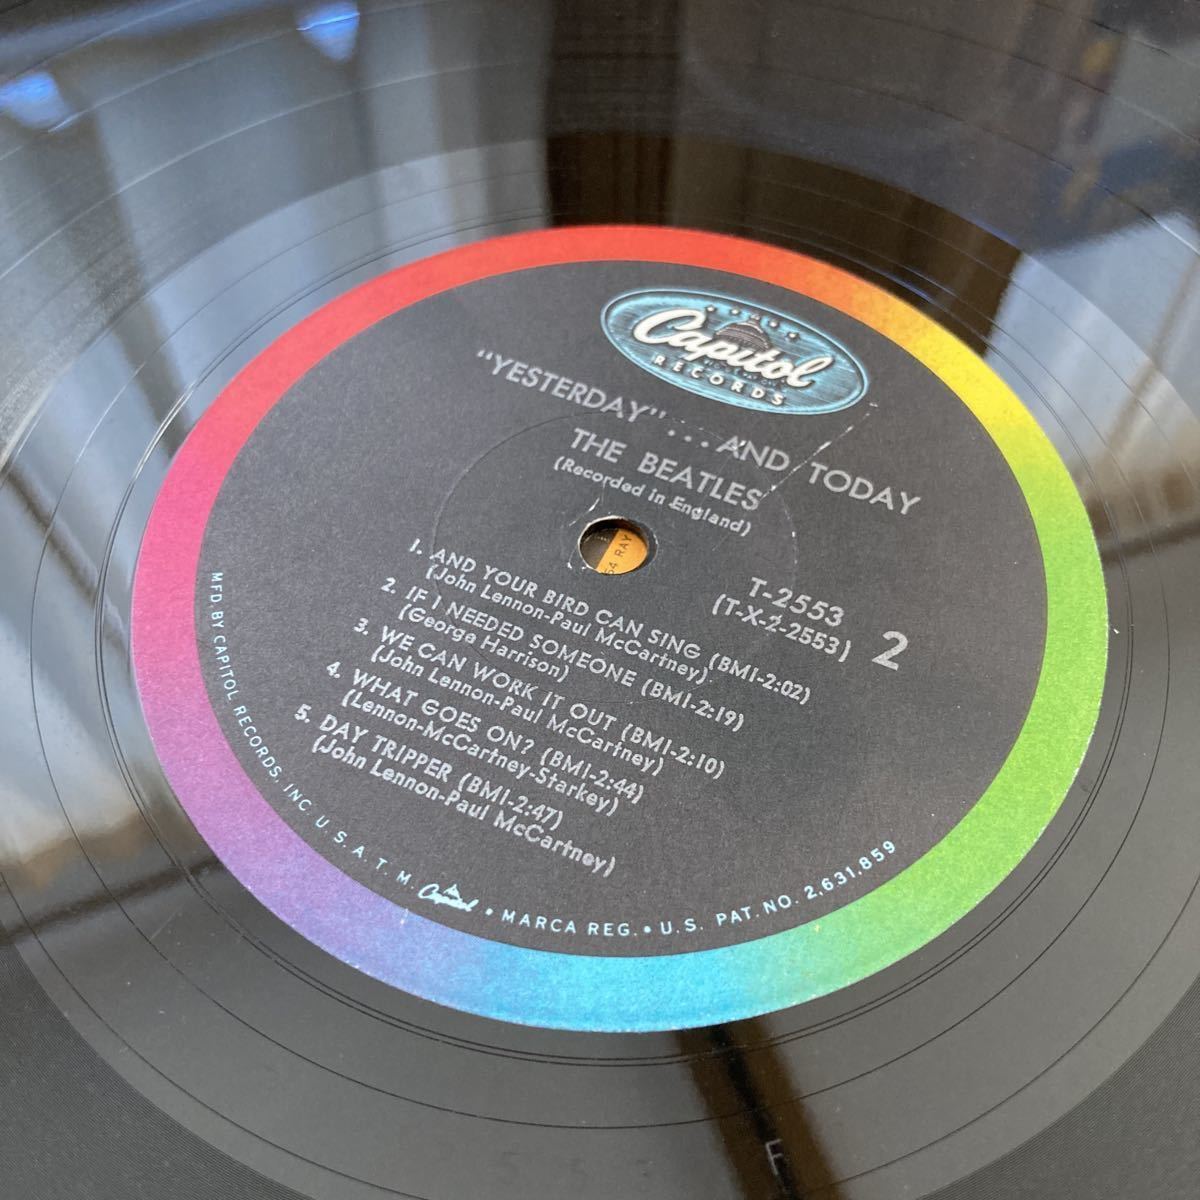 Capitol
RECORDS
"YESTERDAY"... AND TODAY
THE BEATLES
(Recorded in England)
T-2553
(T-X-2-2553)
2
1. AND YOUR BIRD CAN SING (BMI-2:02)
(John Lennon-Paul McCartney)
2. IF I NEEDED SOMEONE (BMI-2:19)
(George Harrison)
3. WE CAN WORK IT OUT (BMI-2:10)
(John Lennon-Paul McCartney)
4. WHAT GOES ON? (BMI-2:44)
(Lennon-McCartney-Starkey)
5. DAY TRIPPER (BMI-2:47)
(John Lennon-Paul McCartney)
MFD. BY CAPITOL RECORDS, INC. U.S.A. T.M. Capitol • MARCA REG. • U.S. PAT. NO. 2,631,859
54 RAY
F